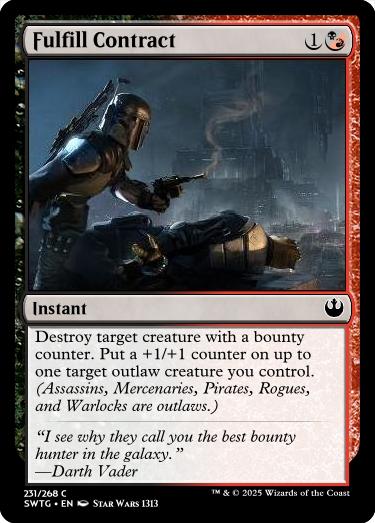 Fulfill Contract 1
Instant
Destroy target creature with a bounty
counter. Put a +1/+1 counter on up to
one target outlaw creature you control.
(Assassins, Mercenaries, Pirates, Rogues,
and Warlocks are outlaws.)
“I see why they call you the best bounty
hunter in the galaxy.”
—Darth Vader
231/268 C
SWTG • EN Star Wars 1313
™ & © 2025 Wizards of the Coast